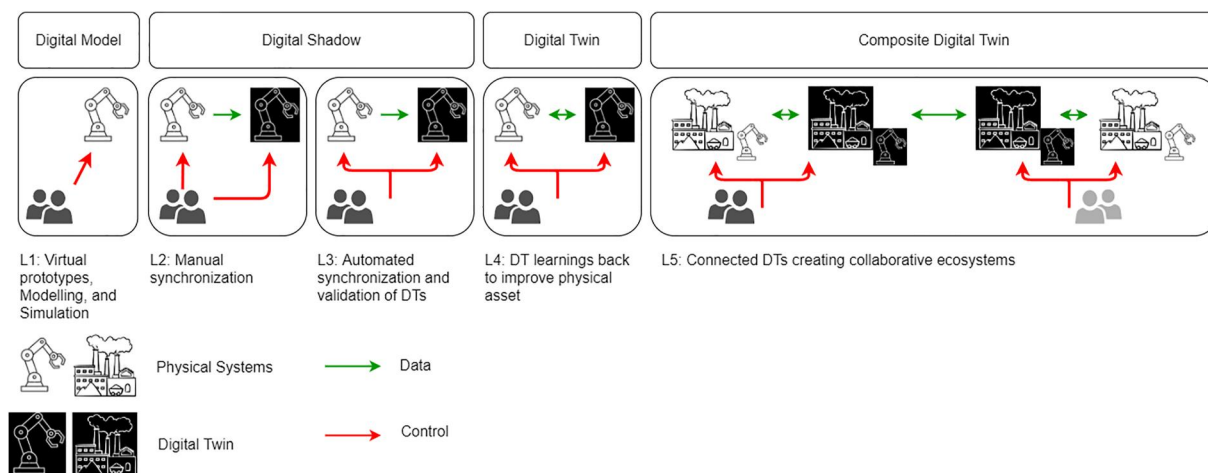 Digital Model
Digital Shadow
Digital Twin
Composite Digital Twin
L1: Virtual
prototypes,
Modelling, and
Simulation
L2: Manual
synchronization
L3: Automated
synchronization and
validation of DTs
L4: DT learnings back
to improve physical
asset
L5: Connected DTs creating collaborative ecosystems
Physical Systems
Data
Digital Twin
Control